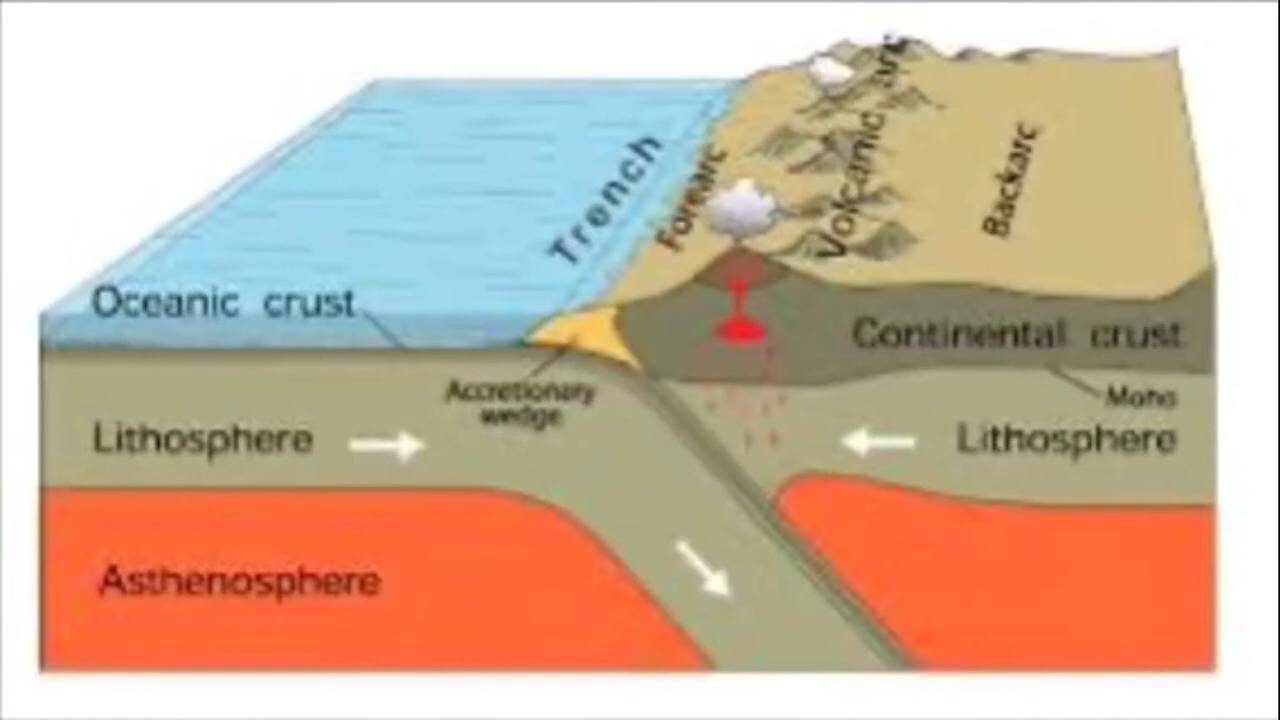 Trench
Forearc
Volcanic arc
Backarc
Oceanic crust
Continental crust
Accretionary
wedge
Moho
Lithosphere
Lithosphere
Asthenosphere